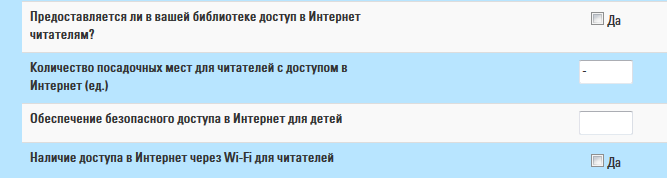 Предоставляется ли в вашей библиотеке доступ в Интернет
читателям?
Да
Количество посадочных мест для читателей с доступом в
Интернет (ед.)
-
Обеспечение безопасного доступа в Интернет для детей
Наличие доступа в Интернет через Wi-Fi для читателей
Да